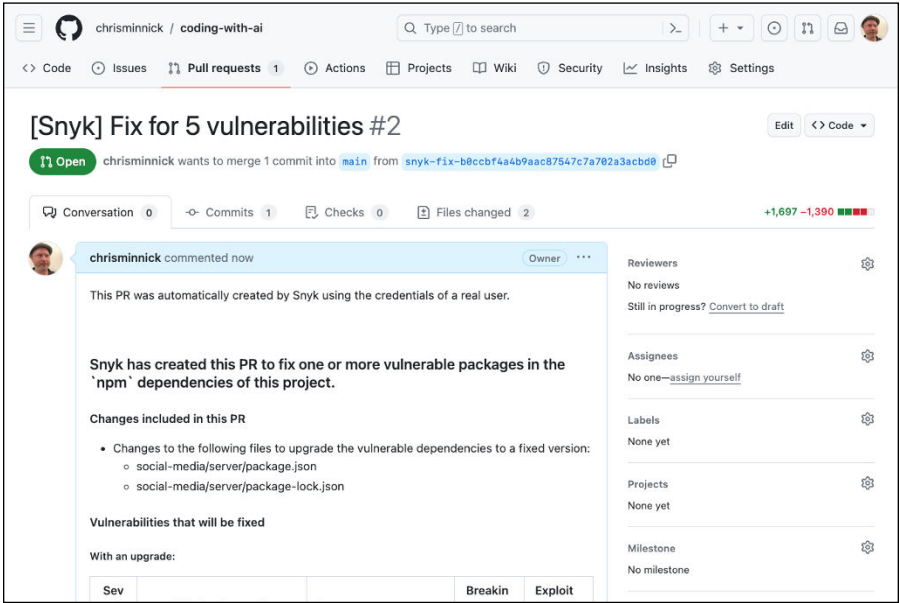 chrisminnick / coding-with-ai
Type / to search
Code Issues Pull requests 1 Actions Projects Wiki Security Insights Settings
[Snyk] Fix for 5 vulnerabilities #2
Edit <> Code
Open chrisminnick wants to merge 1 commit into main from snyk-fix-b0ccbf4a4b9aac87547c7a702a3acbd0
Conversation 0 Commits 1 Checks 0 Files changed 2 +1,697 −1,390
chrisminnick commented now Owner ···
This PR was automatically created by Snyk using the credentials of a real user.
Snyk has created this PR to fix one or more vulnerable packages in the
`npm` dependencies of this project.
Changes included in this PR
• Changes to the following files to upgrade the vulnerable dependencies to a fixed version:
◦ social-media/server/package.json
◦ social-media/server/package-lock.json
Vulnerabilities that will be fixed
With an upgrade:
Sev Breakin Exploit
Reviewers
No reviews
Still in progress? Convert to draft
Assignees
No one—assign yourself
Labels
None yet
Projects
None yet
Milestone
No milestone